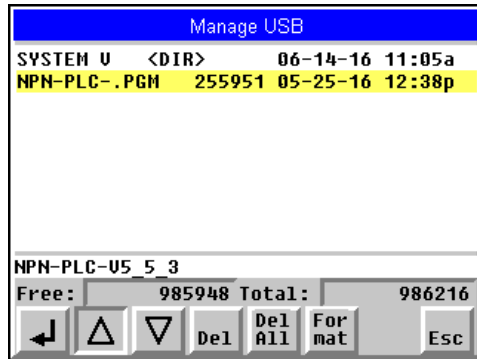 Manage USB
SYSTEM V <DIR> 06-14-16 11:05a
NPN-PLC-.PGM 255951 05-25-16 12:38p
NPN-PLC-V5_5_3
Free: 985948 Total: 986216
Del Del All For mat Esc